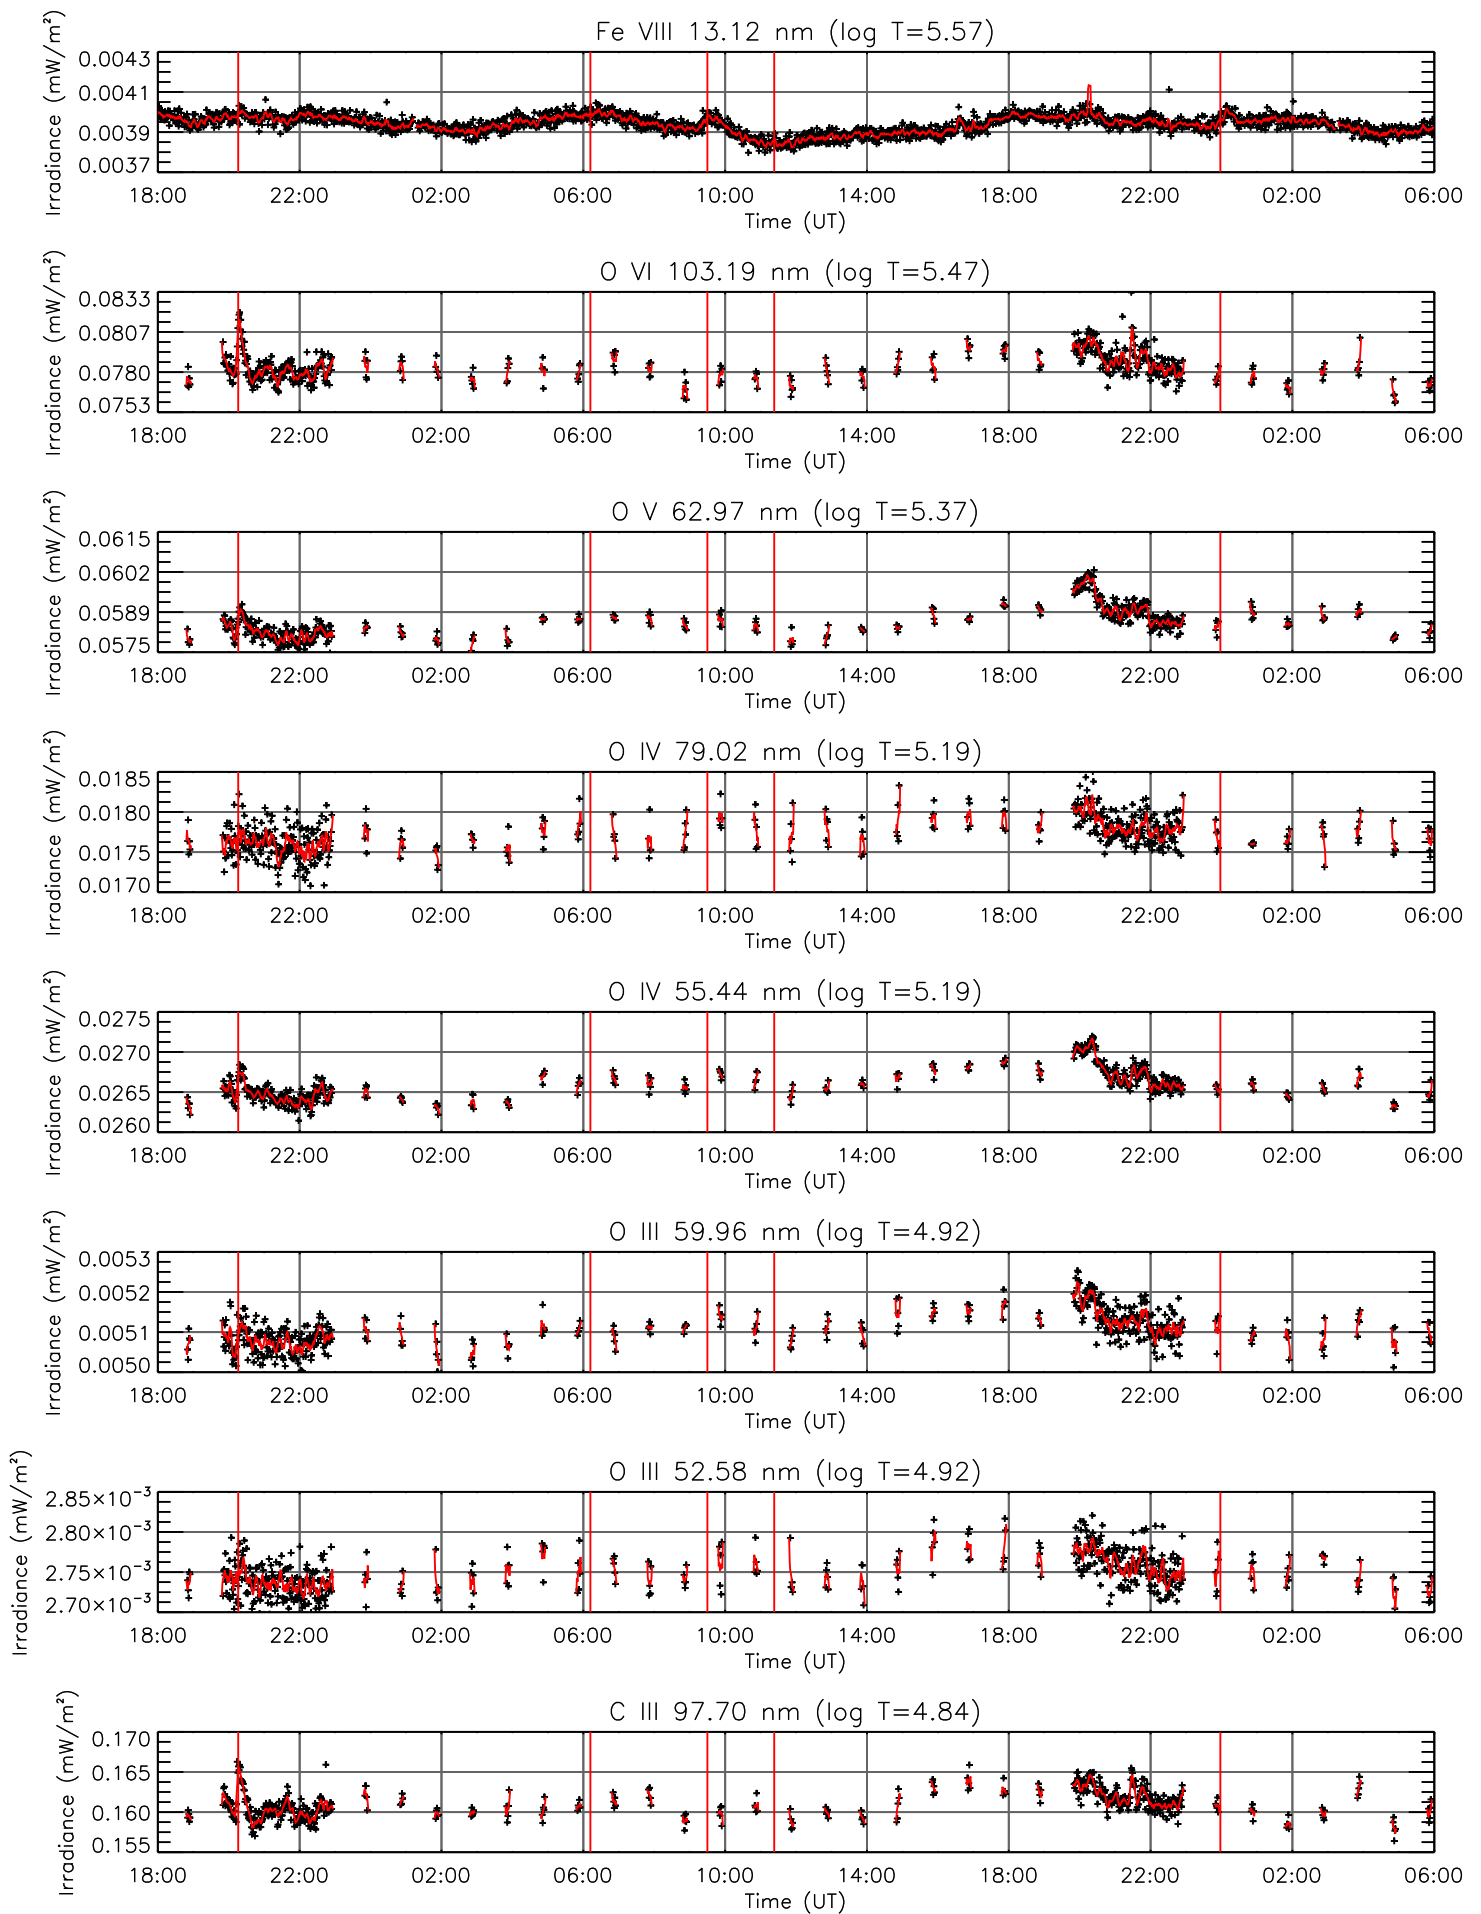 Fe VIII 13.12 nm (log T=5.57)
Irradiance (mW/m²)
0.0043
0.0041
0.0039
0.0037
18:00 22:00 02:00 06:00 10:00 14:00 18:00 22:00 02:00 06:00
Time (UT)
O VI 103.19 nm (log T=5.47)
Irradiance (mW/m²)
0.0833
0.0807
0.0780
0.0753
18:00 22:00 02:00 06:00 10:00 14:00 18:00 22:00 02:00 06:00
Time (UT)
O V 62.97 nm (log T=5.37)
Irradiance (mW/m²)
0.0615
0.0602
0.0589
0.0575
18:00 22:00 02:00 06:00 10:00 14:00 18:00 22:00 02:00 06:00
Time (UT)
O IV 79.02 nm (log T=5.19)
Irradiance (mW/m²)
0.0185
0.0180
0.0175
0.0170
18:00 22:00 02:00 06:00 10:00 14:00 18:00 22:00 02:00 06:00
Time (UT)
O IV 55.44 nm (log T=5.19)
Irradiance (mW/m²)
0.0275
0.0270
0.0265
0.0260
18:00 22:00 02:00 06:00 10:00 14:00 18:00 22:00 02:00 06:00
Time (UT)
O III 59.96 nm (log T=4.92)
Irradiance (mW/m²)
0.0053
0.0052
0.0051
0.0050
18:00 22:00 02:00 06:00 10:00 14:00 18:00 22:00 02:00 06:00
Time (UT)
O III 52.58 nm (log T=4.92)
Irradiance (mW/m²)
2.85×10⁻³
2.80×10⁻³
2.75×10⁻³
2.70×10⁻³
18:00 22:00 02:00 06:00 10:00 14:00 18:00 22:00 02:00 06:00
Time (UT)
C III 97.70 nm (log T=4.84)
Irradiance (mW/m²)
0.170
0.165
0.160
0.155
18:00 22:00 02:00 06:00 10:00 14:00 18:00 22:00 02:00 06:00
Time (UT)